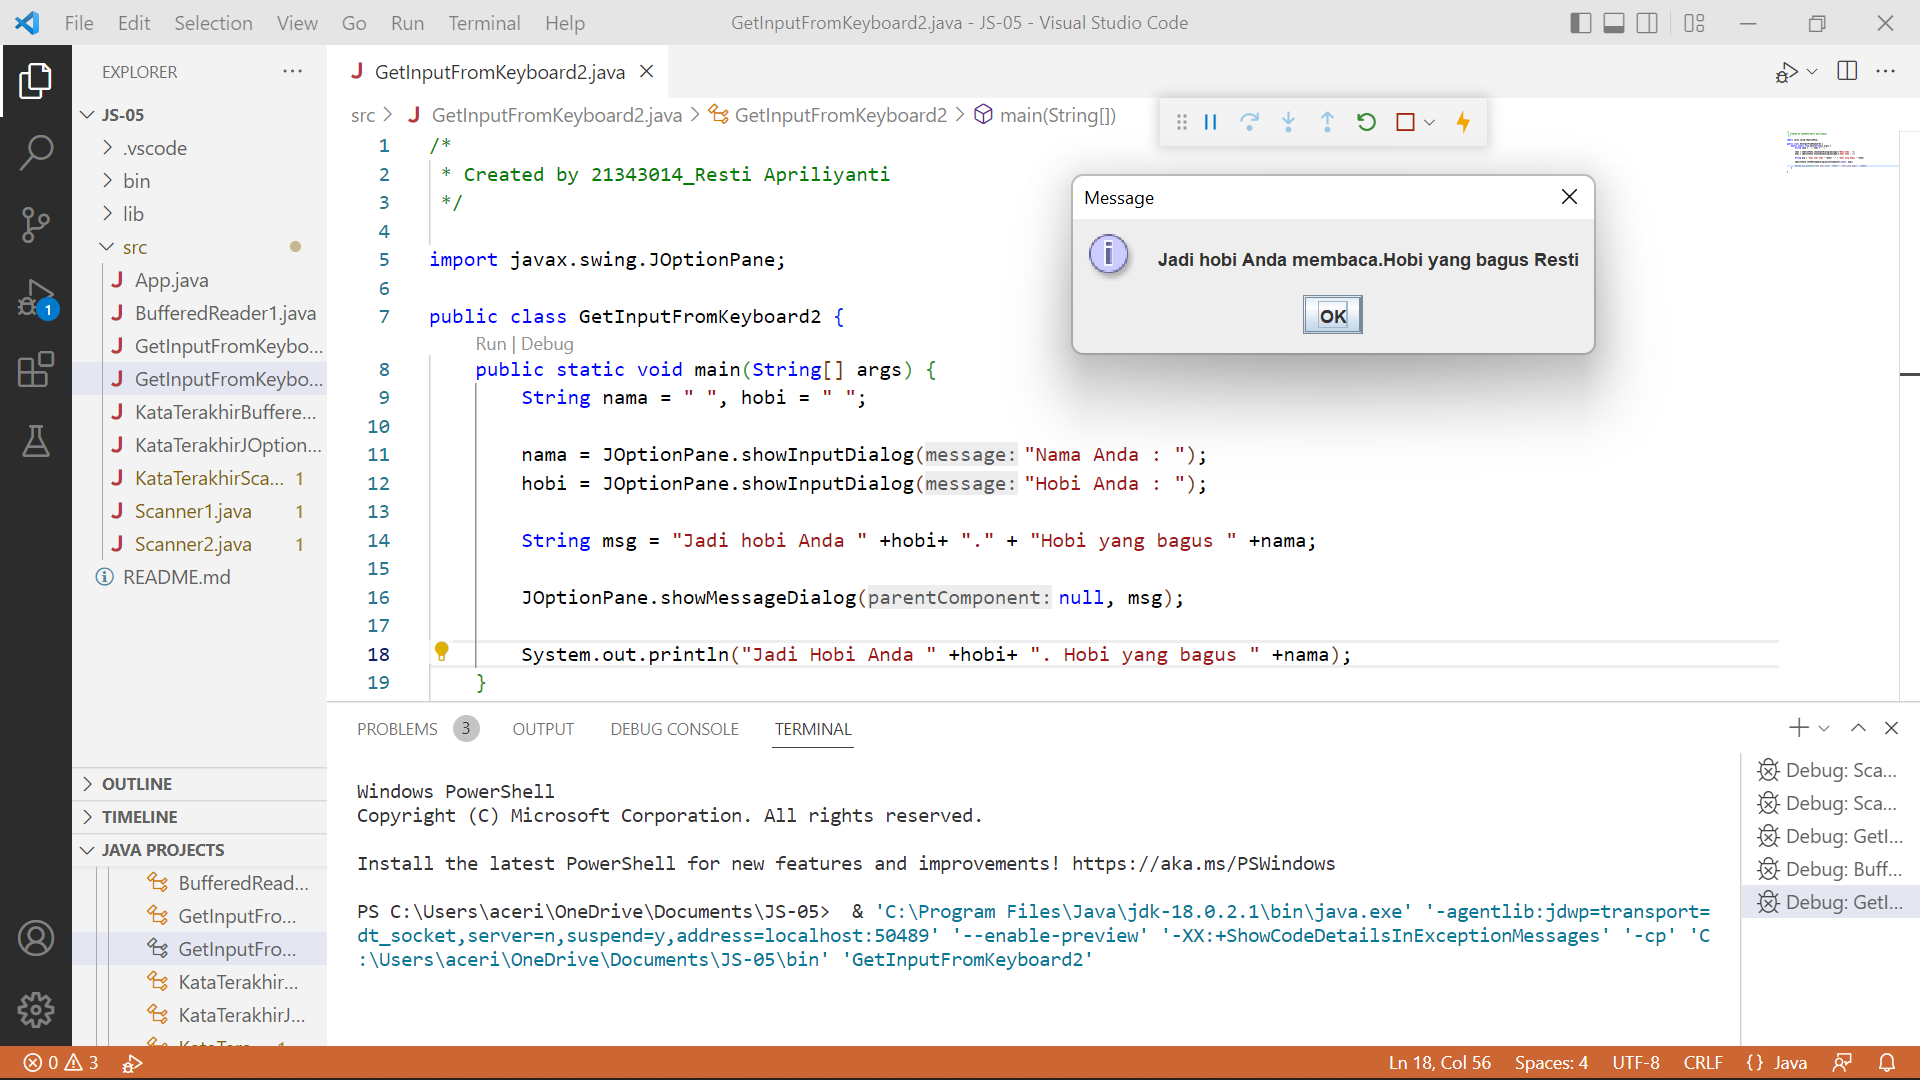 File Edit Selection View Go Run Terminal Help
GetInputFromKeyboard2.java - JS-05 - Visual Studio Code
EXPLORER
JS-05
.vscode
bin
lib
src
App.java
BufferedReader1.java
GetInputFromKeybo...
GetInputFromKeybo...
KataTerakhirBuffere...
KataTerakhirJOption...
KataTerakhirSca... 1
Scanner1.java 1
Scanner2.java 1
README.md
OUTLINE
TIMELINE
JAVA PROJECTS
BufferedRead...
GetInputFro...
GetInputFro...
KataTerakhir...
KataTerakhirJ...
1
GetInputFromKeyboard2.java
src > GetInputFromKeyboard2.java > GetInputFromKeyboard2 > main(String[])
1 /*
2 * Created by 21343014_Resti Apriliyanti
3 */
4
5 import javax.swing.JOptionPane;
6
7 public class GetInputFromKeyboard2 {
Run | Debug
8 public static void main(String[] args) {
9 String nama = " ", hobi = " ";
10
11 nama = JOptionPane.showInputDialog(message: "Nama Anda : ");
12 hobi = JOptionPane.showInputDialog(message: "Hobi Anda : ");
13
14 String msg = "Jadi hobi Anda " +hobi+ "." + "Hobi yang bagus " +nama;
15
16 JOptionPane.showMessageDialog(parentComponent: null, msg);
17
18 System.out.println("Jadi Hobi Anda " +hobi+ ". Hobi yang bagus " +nama);
19 }
Message
Jadi hobi Anda membaca.Hobi yang bagus Resti
OK
PROBLEMS 3 OUTPUT DEBUG CONSOLE TERMINAL
Windows PowerShell
Copyright (C) Microsoft Corporation. All rights reserved.
Install the latest PowerShell for new features and improvements! https://aka.ms/PSWindows
PS C:\Users\aceri\OneDrive\Documents\JS-05> & 'C:\Program Files\Java\jdk-18.0.2.1\bin\java.exe' '-agentlib:jdwp=transport=
dt_socket,server=n,suspend=y,address=localhost:50489' '--enable-preview' '-XX:+ShowCodeDetailsInExceptionMessages' '-cp' 'C
:\Users\aceri\OneDrive\Documents\JS-05\bin' 'GetInputFromKeyboard2'
Debug: Sca...
Debug: Sca...
Debug: GetI...
Debug: Buff...
Debug: GetI...
0 3
Ln 18, Col 56 Spaces: 4 UTF-8 CRLF {} Java